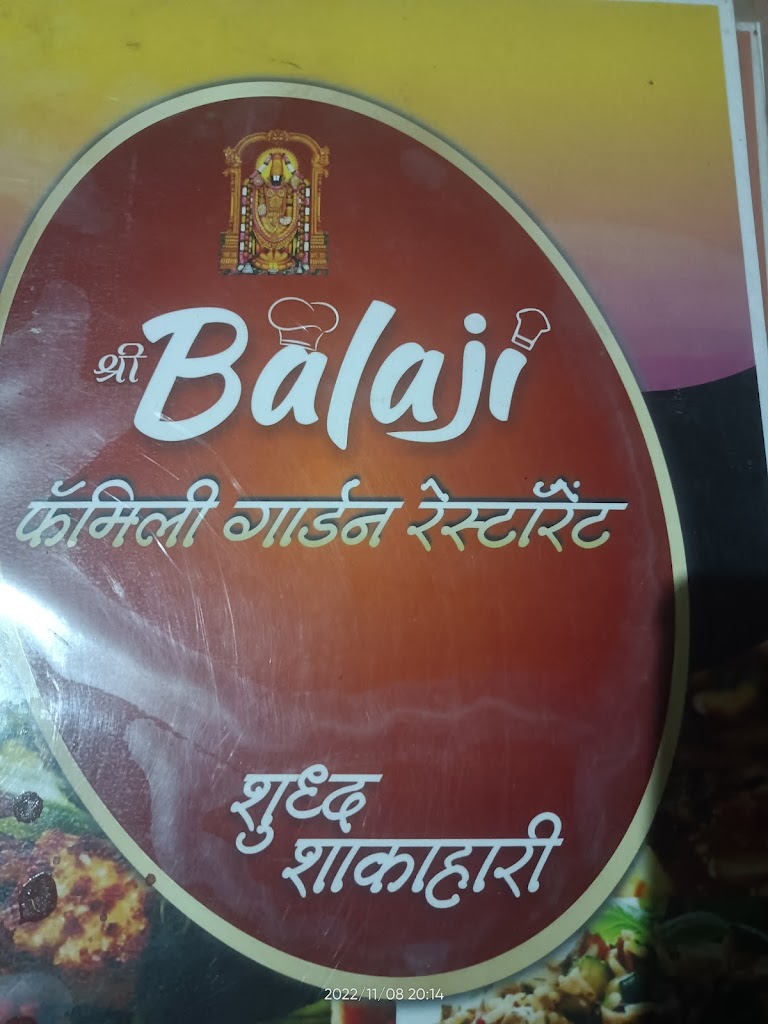 श्री Balaji
फॅमिली गार्डन रेस्टॉरेंट
शुध्द
शाकाहारी
2022/11/08 20:14